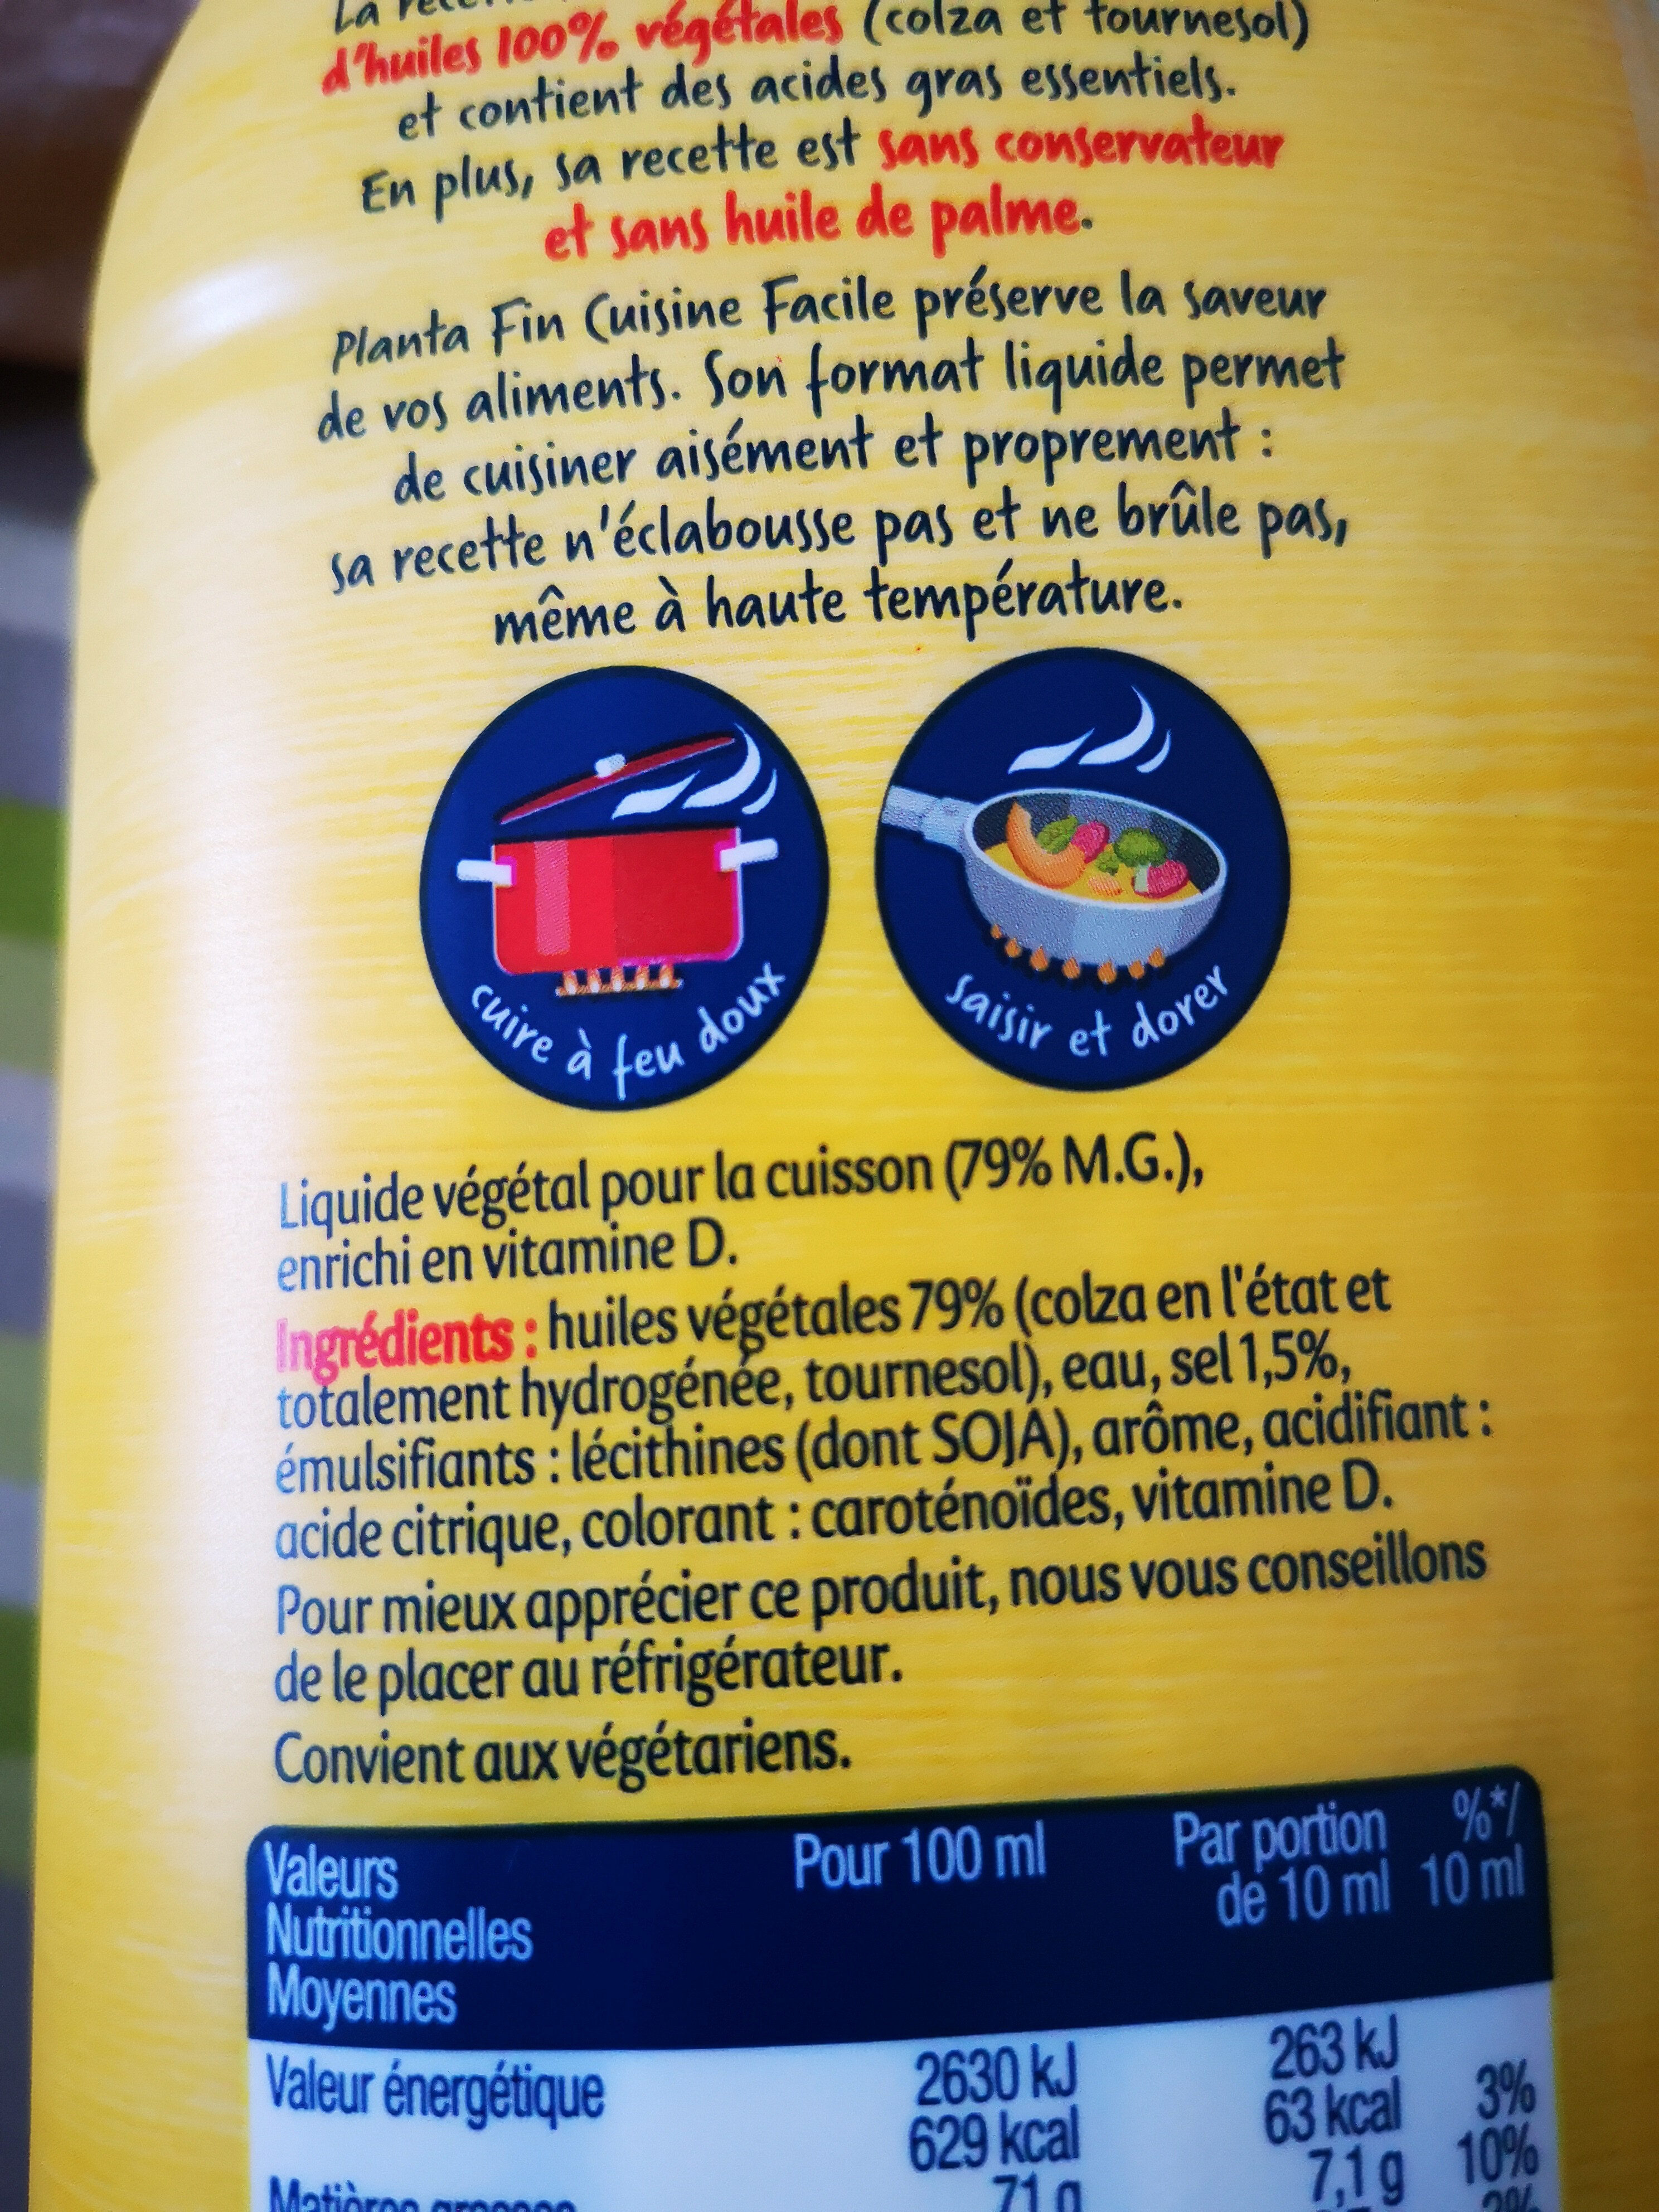 La
d'huiles 100% végétales (colza et tournesol)
et contient des acides gras essentiels.
En plus, sa recette est sans conservateur
et sans huile de palme.
Planta Fin Cuisine Facile préserve la saveur
de vos aliments. Son format liquide permet
de cuisiner aisément et proprement :
sa recette n'éclabousse pas et ne brûle pas,
même à haute température.
cuire à feu doux
saisir et dorer
Liquide végétal pour la cuisson (79% M.G.),
enrichi en vitamine D.
Ingrédients : huiles végétales 79% (colza en l'état et
totalement hydrogénée, tournesol), eau, sel 1,5%,
émulsifiants : lécithines (dont SOJA), arôme, acidifiant :
acide citrique, colorant : caroténoïdes, vitamine D.
Pour mieux apprécier ce produit, nous vous conseillons
de le placer au réfrigérateur.
Convient aux végétariens.
Valeurs Nutritionnelles Moyennes
Pour 100 ml
Par portion de 10 ml
%*/ 10 ml
Valeur énergétique 2630 kJ 263 kJ
629 kcal 63 kcal 3%
Matières grasses 71 g 7,1 g 10%